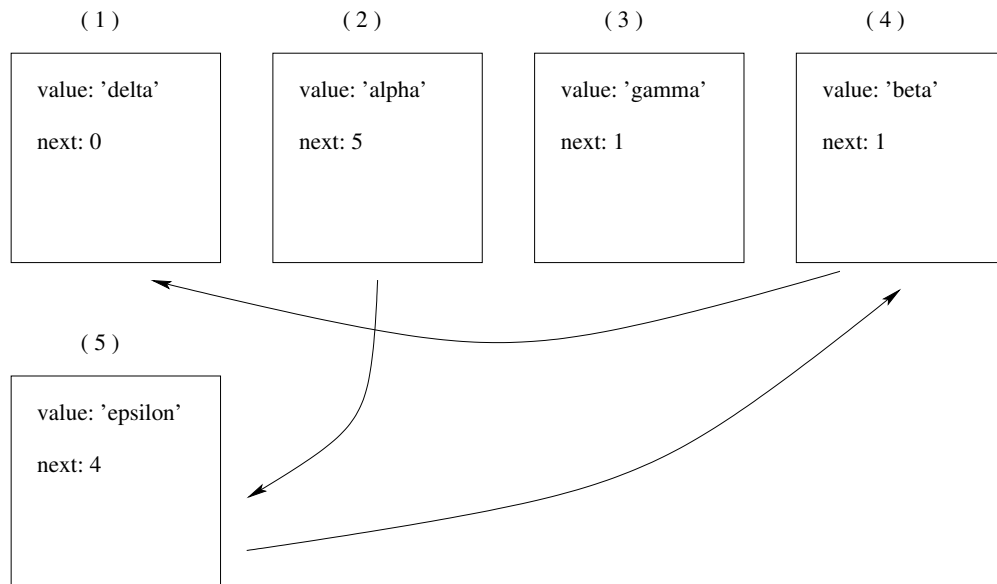 ( 1 )
( 2 )
( 3 )
( 4 )
value: ’delta’
next: 0
value: ’alpha’
next: 5
value: ’gamma’
next: 1
value: ’beta’
next: 1
( 5 )
value: ’epsilon’
next: 4